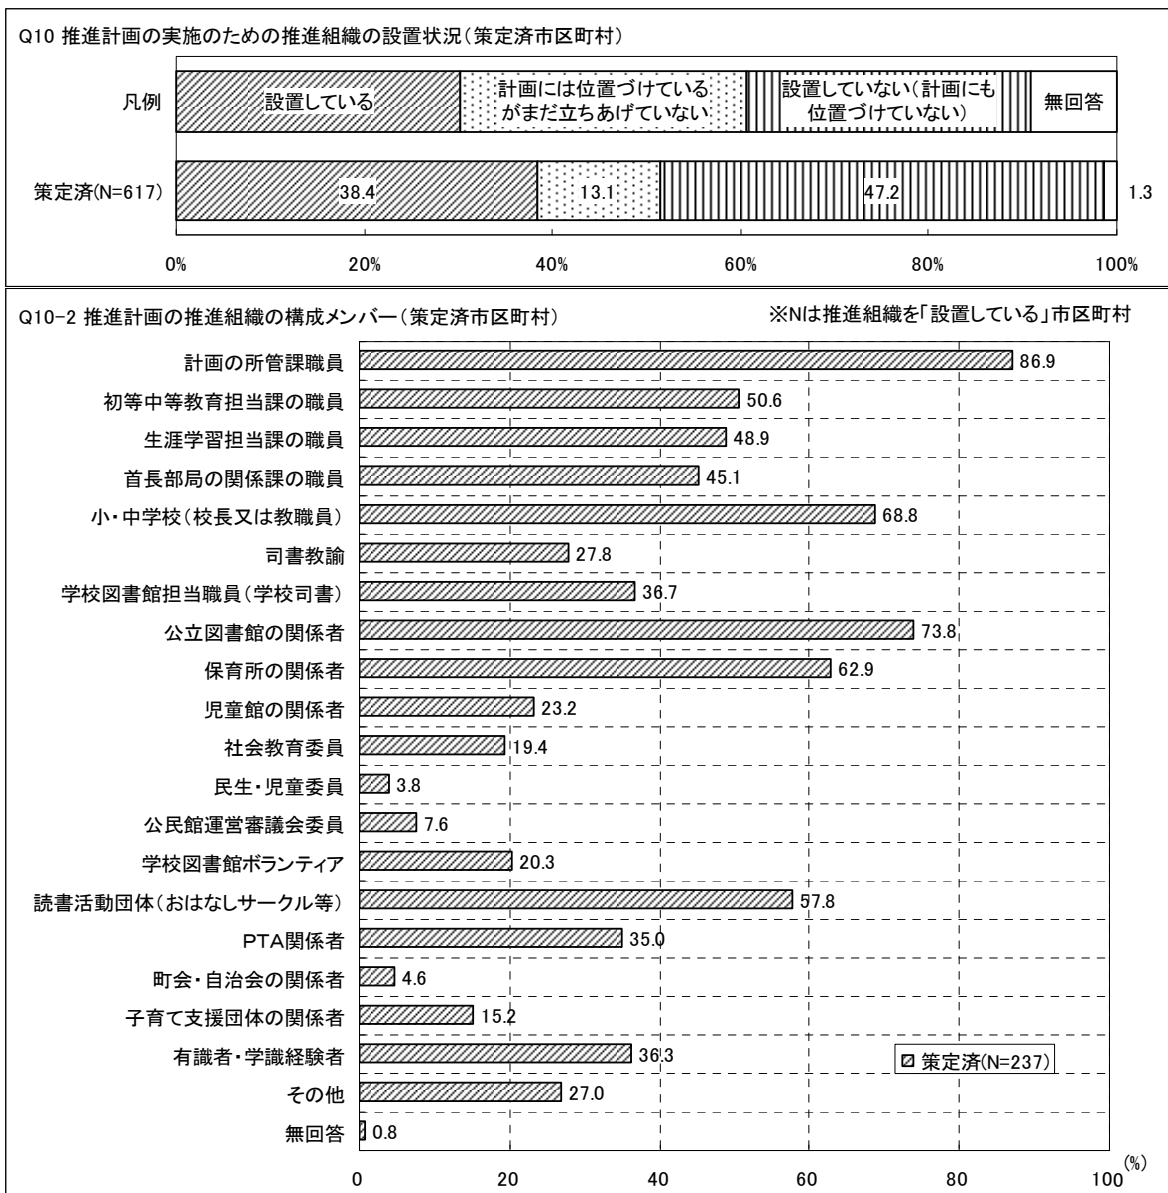 Q10 推進計画の実施のための推進組織の設置状況(策定済市区町村)
凡例
設置している
計画には位置づけている
がまだ立ちあげていない
設置していない(計画にも
位置づけていない)
無回答
策定済(N=617)
38.4
13.1
47.2
1.3
0%
20%
40%
60%
80%
100%
Q10-2 推進計画の推進組織の構成メンバー(策定済市区町村)
※Nは推進組織を「設置している」市区町村
計画の所管課職員 86.9
初等中等教育担当課の職員 50.6
生涯学習担当課の職員 48.9
首長部局の関係課の職員 45.1
小・中学校(校長又は教職員) 68.8
司書教諭 27.8
学校図書館担当職員(学校司書) 36.7
公立図書館の関係者 73.8
保育所の関係者 62.9
児童館の関係者 23.2
社会教育委員 19.4
民生・児童委員 3.8
公民館運営審議会委員 7.6
学校図書館ボランティア 20.3
読書活動団体(おはなしサークル等) 57.8
PTA関係者 35.0
町会・自治会の関係者 4.6
子育て支援団体の関係者 15.2
有識者・学識経験者 36.3
策定済(N=237)
その他 27.0
無回答 0.8
0
20
40
60
80
100
(%)